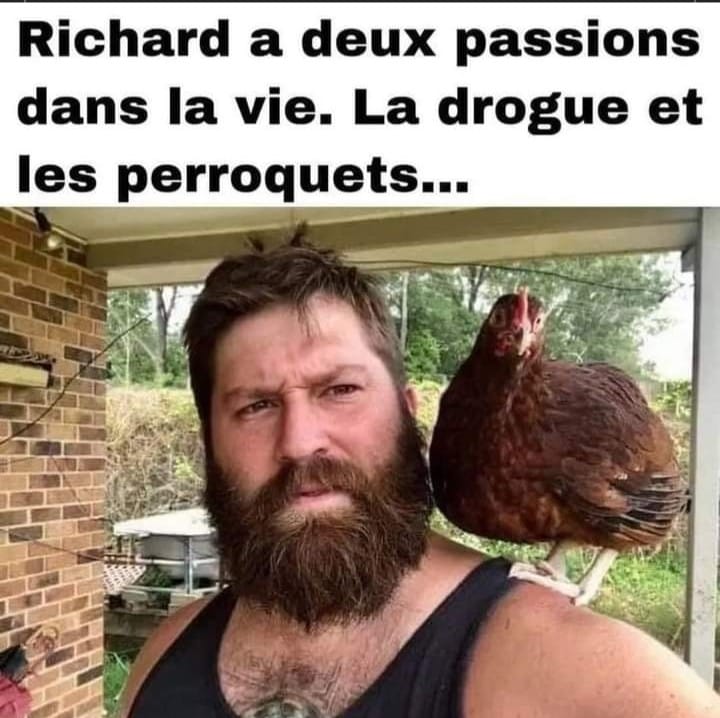 Richard a deux passions
dans la vie. La drogue et
les perroquets...